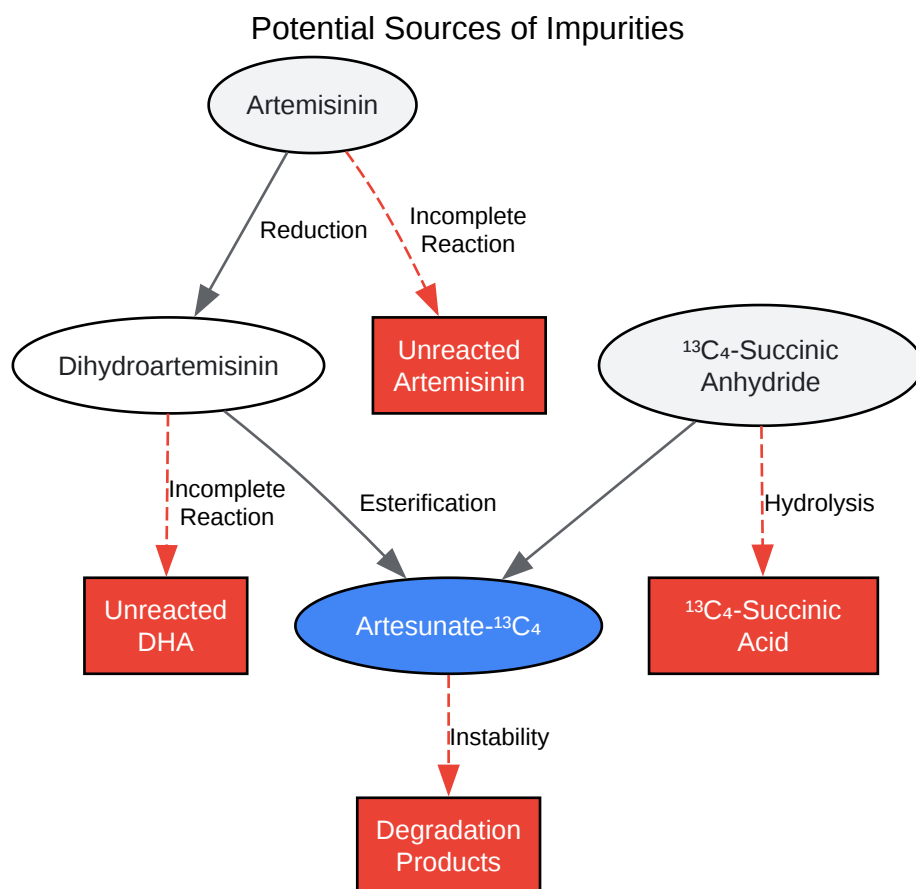 Potential Sources of Impurities
Artemisinin
Reduction
Incomplete
Reaction
Dihydroartemisinin
Unreacted
Artemisinin
¹³C₄-Succinic
Anhydride
Incomplete
Reaction
Esterification
Hydrolysis
Unreacted
DHA
Artesunate-¹³C₄
¹³C₄-Succinic
Acid
Instability
Degradation
Products